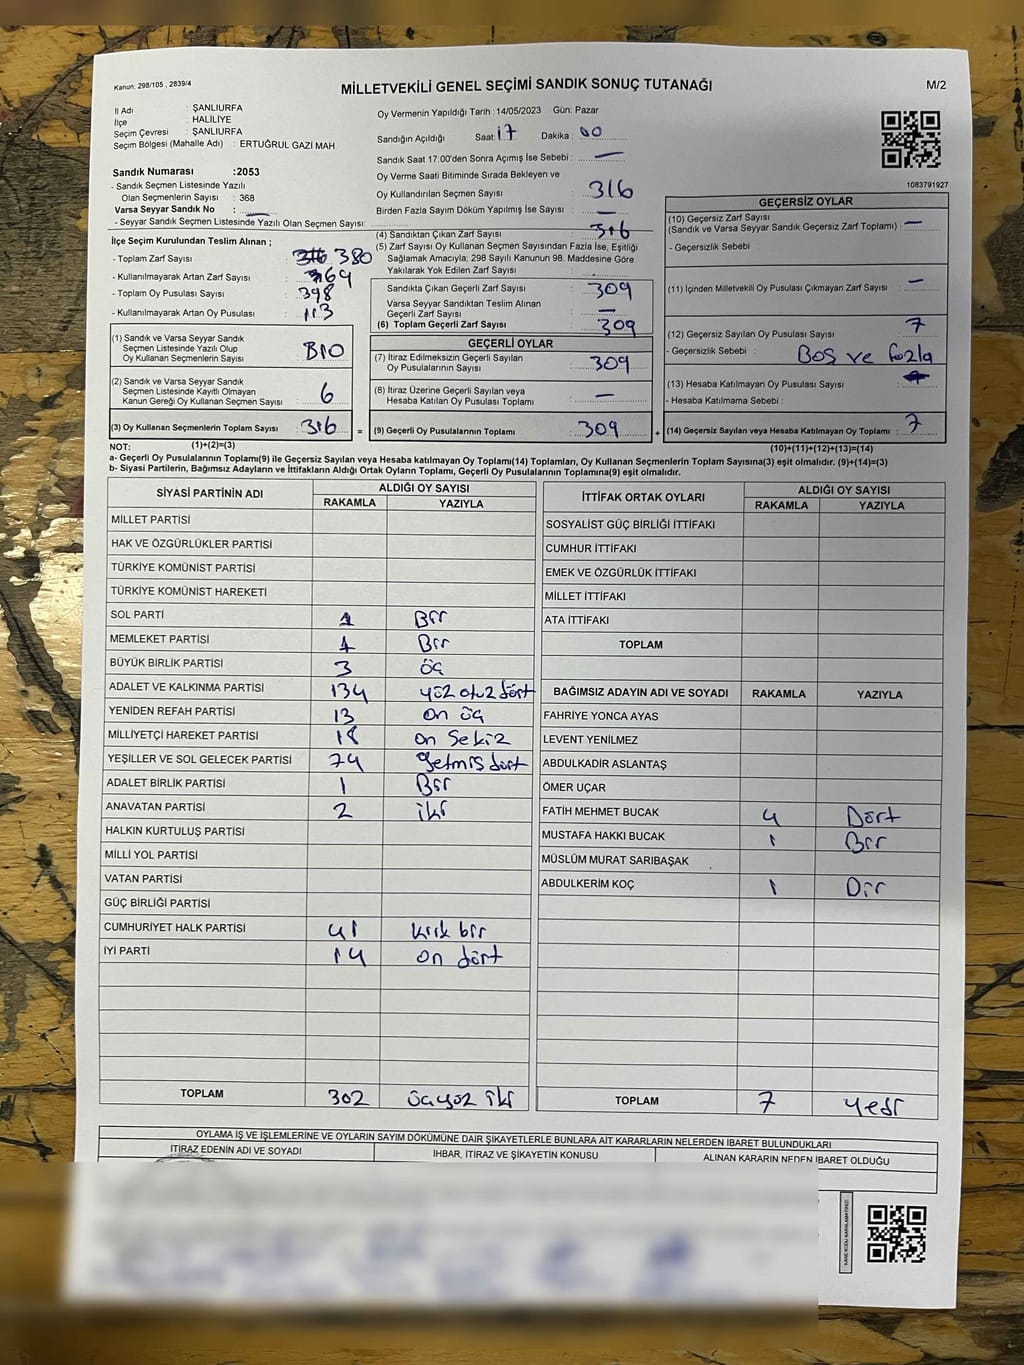 Kanun: 298/105 , 2839/4
MİLLETVEKİLİ GENEL SEÇİMİ SANDIK SONUÇ TUTANAĞI
M/2
İl Adı : ŞANLIURFA
İlçe : HALİLİYE
Seçim Çevresi : ŞANLIURFA
Seçim Bölgesi (Mahalle Adı) : ERTUĞRUL GAZİ MAH
Sandık Numarası :2053
- Sandık Seçmen Listesinde Yazılı
Olan Seçmenlerin Sayısı : 368
Varsa Seyyar Sandık No : —
- Seyyar Sandık Seçmen Listesinde Yazılı Olan Seçmen Sayısı:
İlçe Seçim Kurulundan Teslim Alınan ;
- Toplam Zarf Sayısı : 380
- Kullanılmayarak Artan Zarf Sayısı : 64
- Toplam Oy Pusulası Sayısı : 398
- Kullanılmayarak Artan Oy Pusulası : 113
(1) Sandık ve Varsa Seyyar Sandık
Seçmen Listesinde Yazılı Olup
Oy Kullanan Seçmenlerin Sayısı : 310
(2) Sandık ve Varsa Seyyar Sandık
Seçmen Listesinde Kayıtlı Olmayan
Kanun Gereği Oy Kullanan Seçmen Sayısı : 6
(3) Oy Kullanan Seçmenlerin Toplam Sayısı : 316 =
Oy Vermenin Yapıldığı Tarih : 14/05/2023 Gün: Pazar
Sandığın Açıldığı Saat : 17 Dakika : 00
Sandık Saat 17.00'den Sonra Açımış İse Sebebi : —
Oy Verme Saati Bitiminde Sırada Bekleyen ve
Oy Kullandırılan Seçmen Sayısı : 316
Birden Fazla Sayım Döküm Yapılmış İse Sayısı : —
(4) Sandıktan Çıkan Zarf Sayısı : 316
(5) Zarf Sayısı Oy Kullanan Seçmen Sayısından Fazla İse, Eşitliği
Sağlamak Amacıyla, 298 Sayılı Kanunun 98. Maddesine Göre
Yakılarak Yok Edilen Zarf Sayısı :
Sandıkta Çıkan Geçerli Zarf Sayısı : 309
Varsa Seyyar Sandıktan Teslim Alınan
Geçerli Zarf Sayısı : —
(6) Toplam Geçerli Zarf Sayısı : 309
GEÇERLİ OYLAR
(7) İtiraz Edilmeksizin Geçerli Sayılan
Oy Pusulalarının Sayısı : 309
(8) İtiraz Üzerine Geçerli Sayılan veya
Hesaba Katılan Oy Pusulası Toplamı : —
(9) Geçerli Oy Pusulalarının Toplamı : 309 +
1083791927
GEÇERSİZ OYLAR
(10) Geçersiz Zarf Sayısı
(Sandık ve Varsa Seyyar Sandık Geçersiz Zarf Toplamı) : —
- Geçersizlik Sebebi :
(11) İçinden Milletvekili Oy Pusulası Çıkmayan Zarf Sayısı : —
(12) Geçersiz Sayılan Oy Pusulası Sayısı : 7
- Geçersizlik Sebebi : Boş ve fazla
(13) Hesaba Katılmayan Oy Pusulası Sayısı :
- Hesaba Katılmama Sebebi :
(14) Geçersiz Sayılan veya Hesaba Katılmayan Oy Toplamı : 7
NOT: (1)+(2)=(3) (10)+(11)+(12)+(13)=(14)
a- Geçerli Oy Pusulasının Toplamı(9) ile Geçersiz Sayılan veya Hesaba katılmayan Oy Toplamı(14) Toplamları, Oy Kullanan Seçmenlerin Toplam Sayısına(3) eşit olmalıdır. (9)+(14)=(3)
b- Siyasi Partilerin, Bağımsız Adayların ve İttifakların Aldığı Ortak Oyların Toplamı, Geçerli Oy Pusulalarının Toplamına(9) eşit olmalıdır.
SİYASİ PARTİNİN ADI ALDIĞI OY SAYISI
RAKAMLA YAZIYLA
MİLLET PARTİSİ
HAK VE ÖZGÜRLÜKLER PARTİSİ
TÜRKİYE KOMÜNİST PARTİSİ
TÜRKİYE KOMÜNİST HAREKETİ
SOL PARTİ 1 Bir
MEMLEKET PARTİSİ 1 Bir
BÜYÜK BİRLİK PARTİSİ 3 üç
ADALET VE KALKINMA PARTİSİ 134 yüz otuz dört
YENİDEN REFAH PARTİSİ 13 on üç
MİLLİYETÇİ HAREKET PARTİSİ 18 on Sekiz
YEŞİLLER VE SOL GELECEK PARTİSİ 74 yetmiş dört
ADALET BİRLİK PARTİSİ 1 Bir
ANAVATAN PARTİSİ 2 iki
HALKIN KURTULUŞ PARTİSİ
MİLLİ YOL PARTİSİ
VATAN PARTİSİ
GÜÇ BİRLİĞİ PARTİSİ
CUMHURİYET HALK PARTİSİ 41 kırk bir
İYİ PARTİ 14 on dört
TOPLAM 302 üçyüz iki
İTTİFAK ORTAK OYLARI ALDIĞI OY SAYISI
RAKAMLA YAZIYLA
SOSYALİST GÜÇ BİRLİĞİ İTTİFAKI
CUMHUR İTTİFAKI
EMEK VE ÖZGÜRLÜK İTTİFAKI
MİLLET İTTİFAKI
ATA İTTİFAKI
TOPLAM
BAĞIMSIZ ADAYIN ADI VE SOYADI RAKAMLA YAZIYLA
FAHRİYE YONCA AYAS
LEVENT YENİLMEZ
ABDULKADİR ASLANTAŞ
ÖMER UÇAR
FATİH MEHMET BUCAK 4 Dört
MUSTAFA HAKKI BUCAK 1 Bir
MÜSLÜM MURAT SARIBAŞAK
ABDULKERİM KOÇ 1 Dir
TOPLAM 7 yedi
OYLAMA İŞ VE İŞLEMLERİNE VE OYLARIN SAYIM DÖKÜMÜNE DAİR ŞİKAYETLERLE BUNLARA AİT KARARLARIN NELERDEN İBARET BULUNDUKLARI
İTİRAZ EDENİN ADI VE SOYADI İHBAR, İTİRAZ VE ŞİKAYETİN KONUSU ALINAN KARARIN NEDEN İBARET OLDUĞU